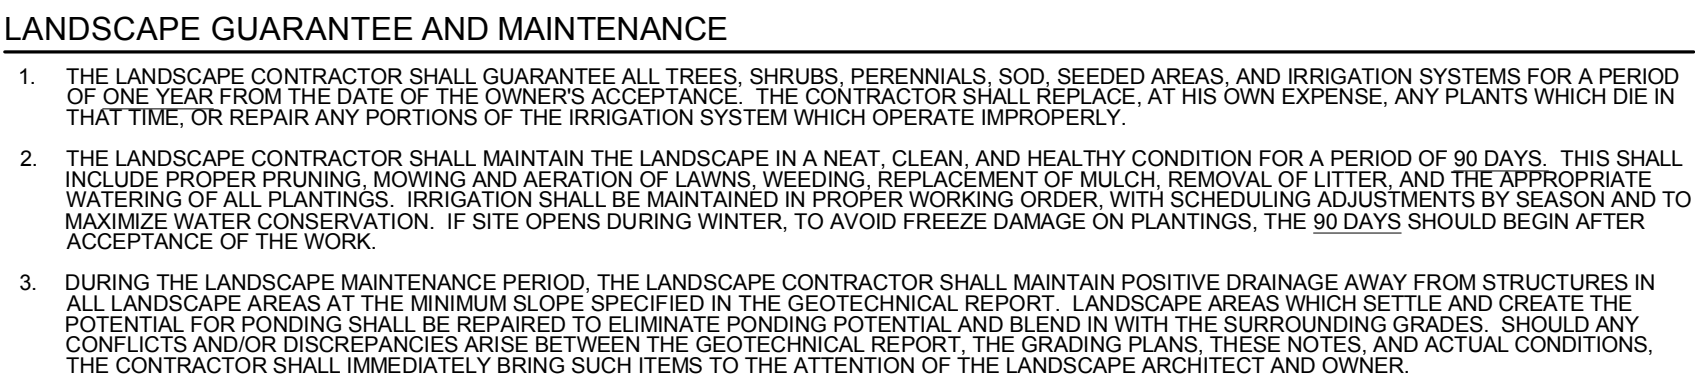 LANDSCAPE GUARANTEE AND MAINTENANCE
1. THE LANDSCAPE CONTRACTOR SHALL GUARANTEE ALL TREES, SHRUBS, PERENNIALS, SOD, SEEDED AREAS, AND IRRIGATION SYSTEMS FOR A PERIOD
OF ONE YEAR FROM THE DATE OF THE OWNER'S ACCEPTANCE. THE CONTRACTOR SHALL REPLACE, AT HIS OWN EXPENSE, ANY PLANTS WHICH DIE IN
THAT TIME, OR REPAIR ANY PORTIONS OF THE IRRIGATION SYSTEM WHICH OPERATE IMPROPERLY.
2. THE LANDSCAPE CONTRACTOR SHALL MAINTAIN THE LANDSCAPE IN A NEAT, CLEAN, AND HEALTHY CONDITION FOR A PERIOD OF 90 DAYS. THIS SHALL
INCLUDE PROPER PRUNING, MOWING AND AERATION OF LAWNS, WEEDING, REPLACEMENT OF MULCH, REMOVAL OF LITTER, AND THE APPROPRIATE
WATERING OF ALL PLANTINGS. IRRIGATION SHALL BE MAINTAINED IN PROPER WORKING ORDER, WITH SCHEDULING ADJUSTMENTS BY SEASON AND TO
MAXIMIZE WATER CONSERVATION. IF SITE OPENS DURING WINTER, TO AVOID FREEZE DAMAGE ON PLANTINGS, THE 90 DAYS SHOULD BEGIN AFTER
ACCEPTANCE OF THE WORK.
3. DURING THE LANDSCAPE MAINTENANCE PERIOD, THE LANDSCAPE CONTRACTOR SHALL MAINTAIN POSITIVE DRAINAGE AWAY FROM STRUCTURES IN
ALL LANDSCAPE AREAS AT THE MINIMUM SLOPE SPECIFIED IN THE GEOTECHNICAL REPORT. LANDSCAPE AREAS WHICH SETTLE AND CREATE THE
POTENTIAL FOR PONDING SHALL BE REPAIRED TO ELIMINATE PONDING POTENTIAL AND BLEND IN WITH THE SURROUNDING GRADES. SHOULD ANY
CONFLICTS AND/OR DISCREPANCIES ARISE BETWEEN THE GEOTECHNICAL REPORT, THE GRADING PLANS, THESE NOTES, AND ACTUAL CONDITIONS,
THE CONTRACTOR SHALL IMMEDIATELY BRING SUCH ITEMS TO THE ATTENTION OF THE LANDSCAPE ARCHITECT AND OWNER.